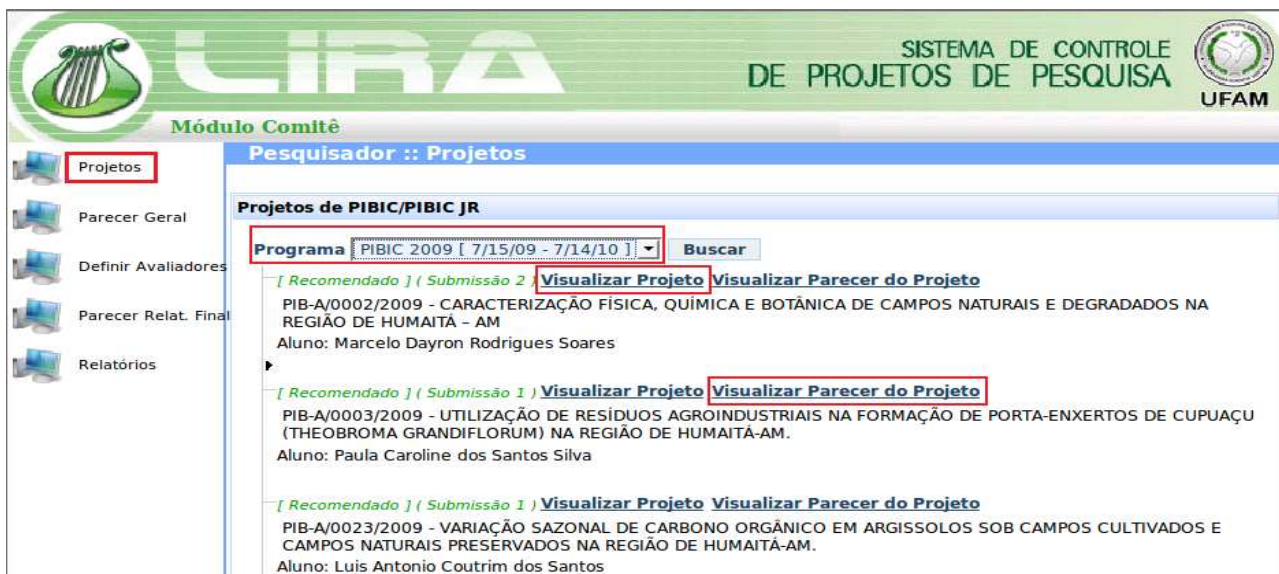 LIRA
SISTEMA DE CONTROLE
DE PROJETOS DE PESQUISA
UFAM
Módulo Comitê
Projetos
Parecer Geral
Definir Avaliadores
Parecer Relat. Final
Relatórios
Pesquisador :: Projetos
Projetos de PIBIC/PIBIC JR
Programa PIBIC 2009 [ 7/15/09 - 7/14/10 ] Buscar
[ Recomendado ] ( Submissão 2 ) Visualizar Projeto Visualizar Parecer do Projeto
PIB-A/0002/2009 - CARACTERIZAÇÃO FÍSICA, QUÍMICA E BOTÂNICA DE CAMPOS NATURAIS E DEGRADADOS NA
REGIÃO DE HUMAITÁ – AM
Aluno: Marcelo Dayron Rodrigues Soares
[ Recomendado ] ( Submissão 1 ) Visualizar Projeto Visualizar Parecer do Projeto
PIB-A/0003/2009 - UTILIZAÇÃO DE RESÍDUOS AGROINDUSTRIAIS NA FORMAÇÃO DE PORTA-ENXERTOS DE CUPUAÇU
(THEOBROMA GRANDIFLORUM) NA REGIÃO DE HUMAITÁ-AM.
Aluno: Paula Caroline dos Santos Silva
[ Recomendado ] ( Submissão 1 ) Visualizar Projeto Visualizar Parecer do Projeto
PIB-A/0023/2009 - VARIAÇÃO SAZONAL DE CARBONO ORGÂNICO EM ARGISSOLOS SOB CAMPOS CULTIVADOS E
CAMPOS NATURAIS PRESERVADOS NA REGIÃO DE HUMAITÁ-AM.
Aluno: Luis Antonio Coutrim dos Santos